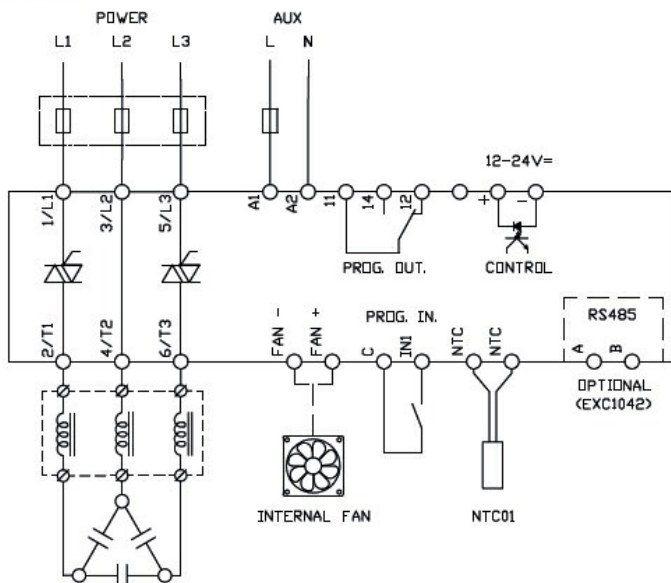 POWER AUX
L1 L2 L3 L N
12-24V=
1/L1 3/L2 5/L3 A1 A2 11 14 12 + -
PROG. OUT. CONTROL
2/T1 4/T2 6/T3 FAN - FAN + PROG. IN. C IN1 NTC NTC RS485 A B
OPTIONAL
(EXC1042)
INTERNAL FAN NTC01